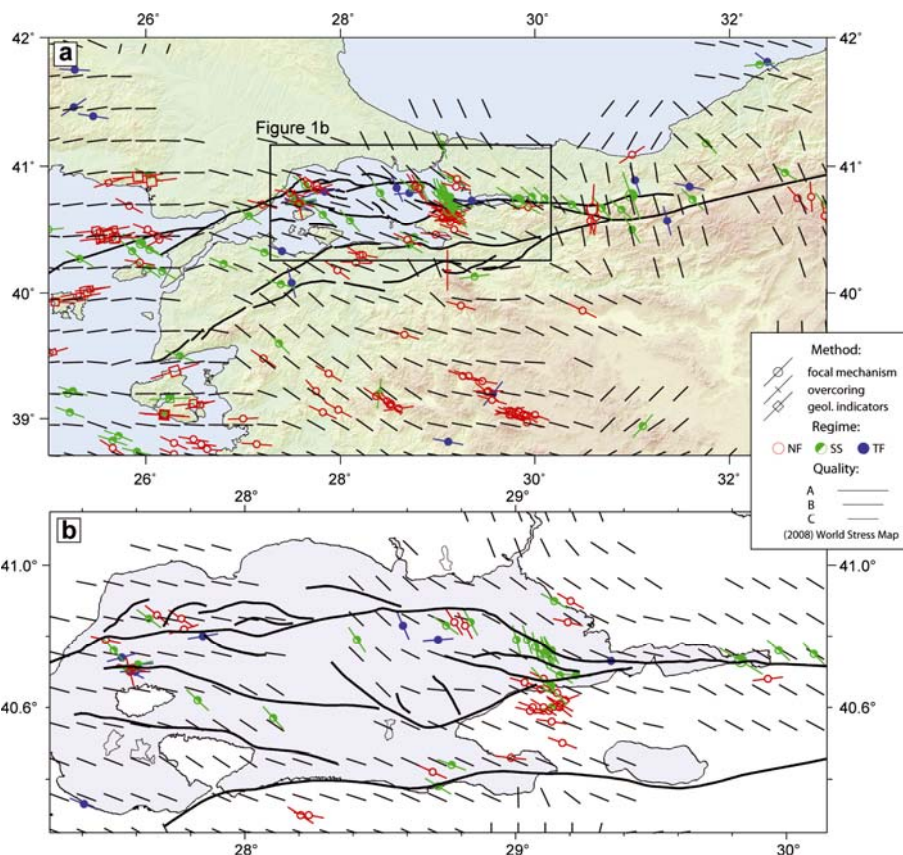 26° 28° 30° 32°
42° 42°
a
Figure 1b
41° 41°
40° 40°
39°
26° 28° 30° 32°
Method:
focal mechanism
overcoring
geol. indicators
Regime:
NF SS TF
Quality:
A
B
C
(2008) World Stress Map
28° 29°
b
41.0° 41.0°
40.6° 40.6°
28° 29° 30°